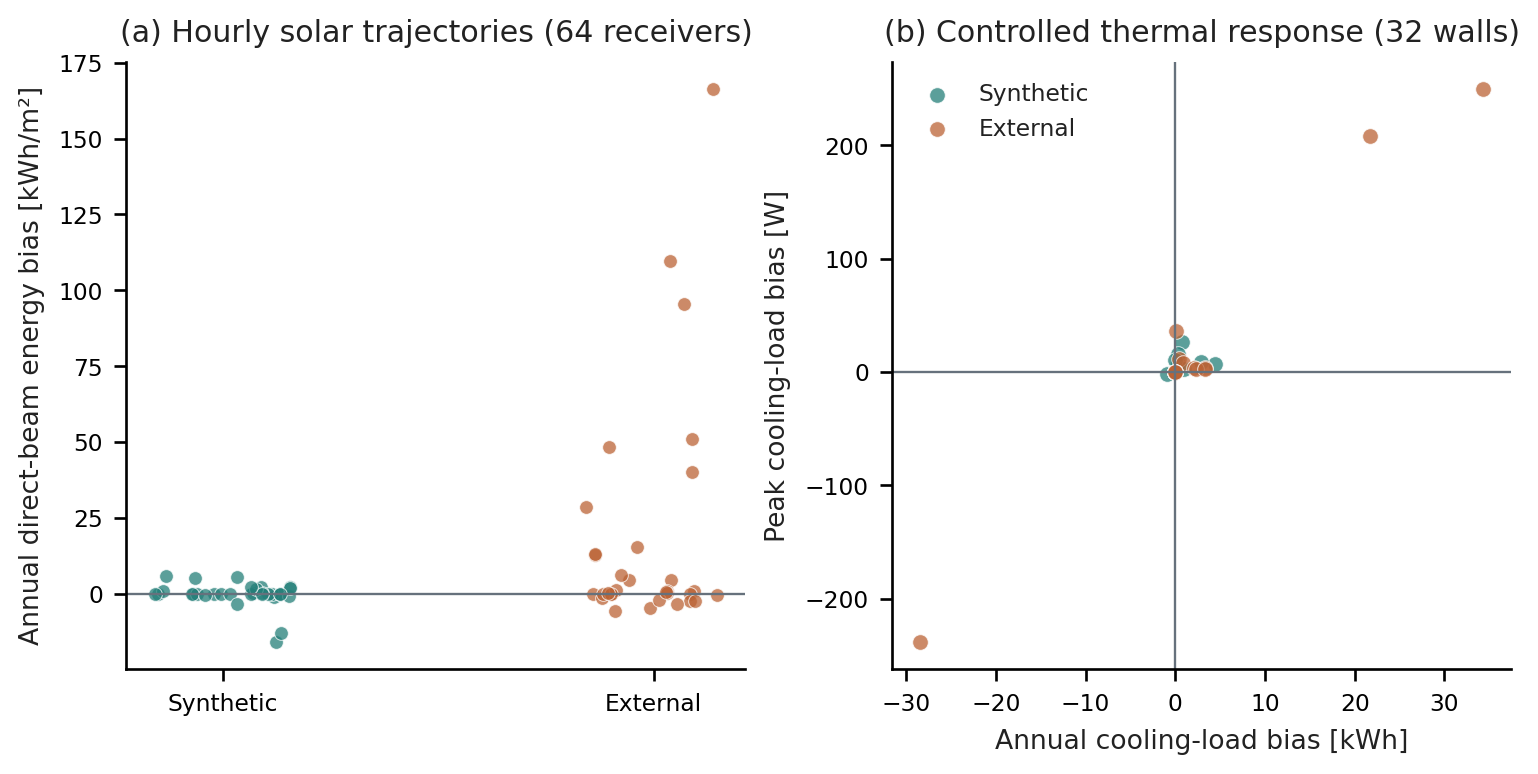 (a) Hourly solar trajectories (64 receivers)
Annual direct-beam energy bias [kWh/m²]
175
150
125
100
75
50
25
0
Synthetic
External
(b) Controlled thermal response (32 walls)
Synthetic
External
Peak cooling-load bias [W]
200
100
0
−100
−200
−30
−20
−10
0
10
20
30
Annual cooling-load bias [kWh]